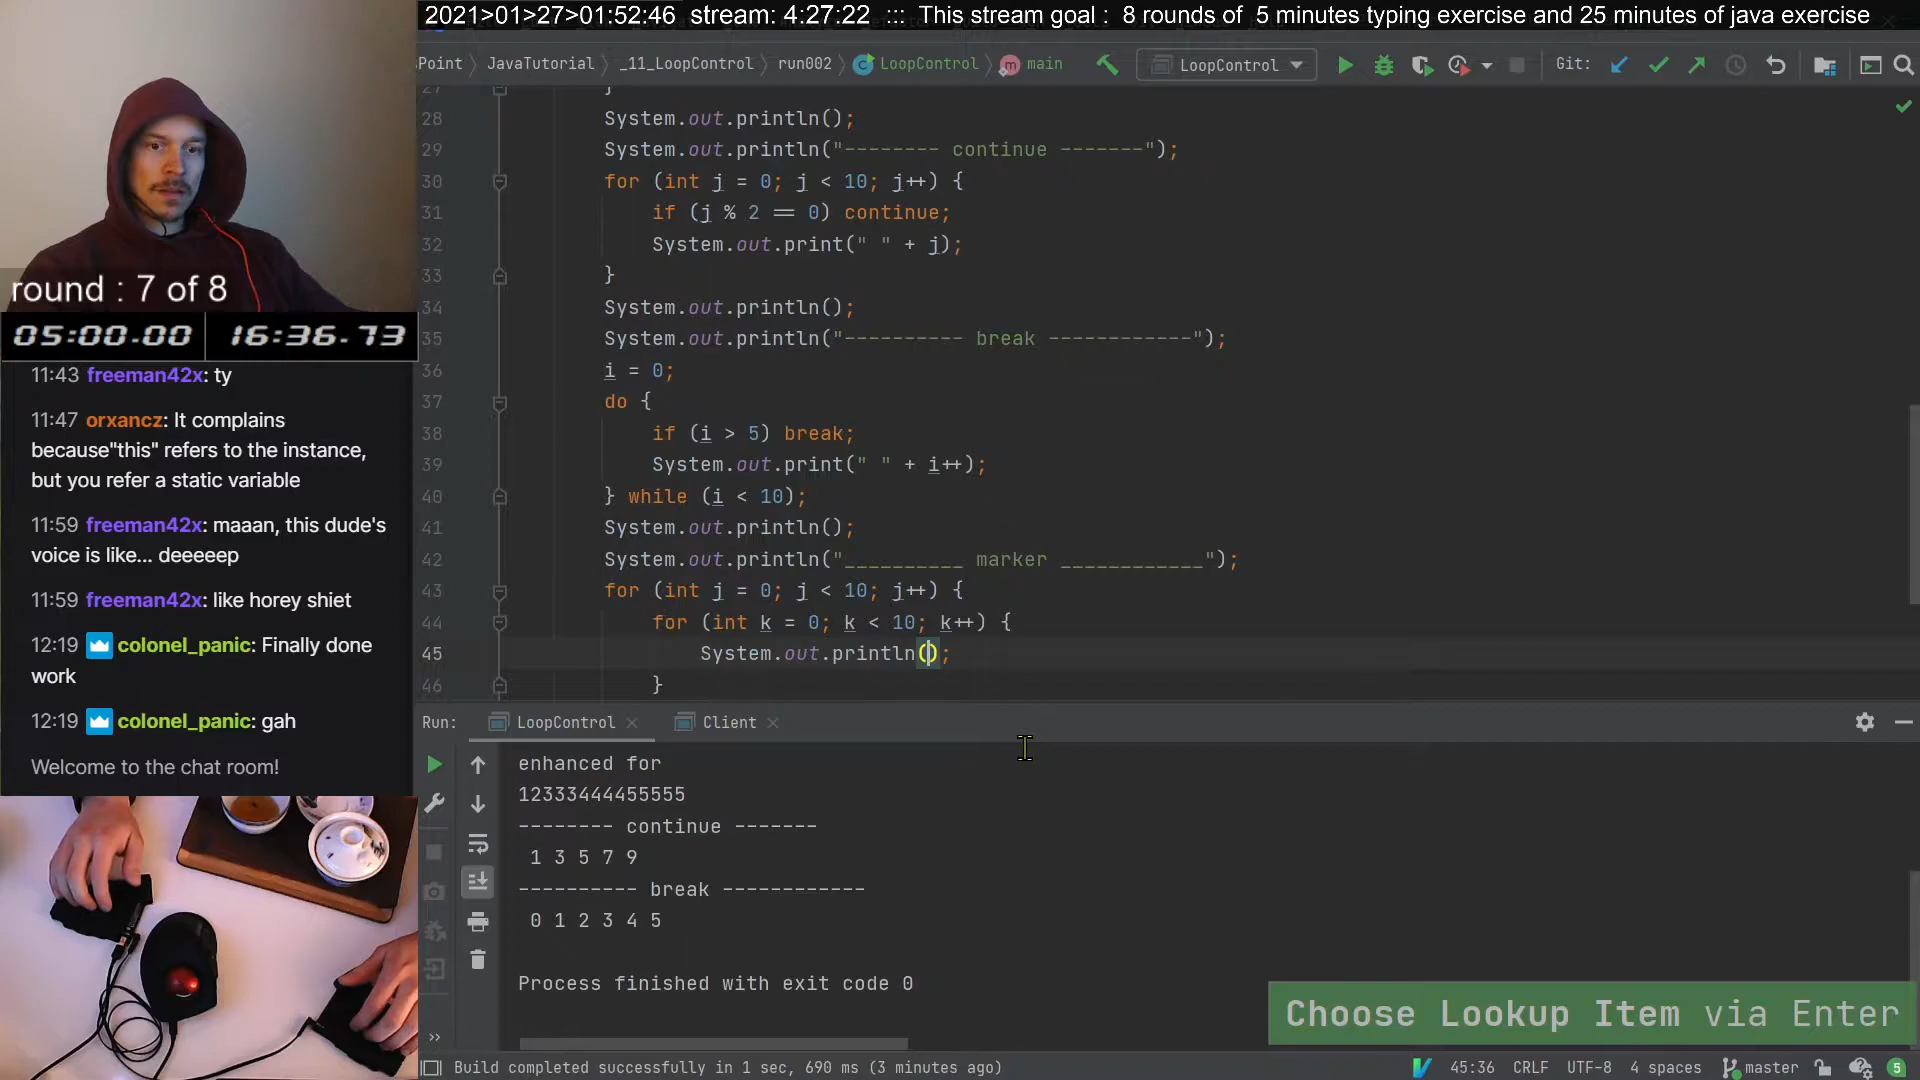 2021>01>27>01:52:46 stream: 4:27:22 ::: This stream goal : 8 rounds of 5 minutes typing exercise and 25 minutes of java exercise
sPoint JavaTutorial _11_LoopControl run002 LoopControl main LoopControl Git:
27 }
28 System.out.println();
29 System.out.println("-------- continue -------");
30 for (int j = 0; j < 10; j++) {
31 if (j % 2 == 0) continue;
32 System.out.print(" " + j);
33 }
34 System.out.println();
35 System.out.println("---------- break ------------");
36 i = 0;
37 do {
38 if (i > 5) break;
39 System.out.print(" " + i++);
40 } while (i < 10);
41 System.out.println();
42 System.out.println("__________ marker ____________");
43 for (int j = 0; j < 10; j++) {
44 for (int k = 0; k < 10; k++) {
45 System.out.println();
46 }
round : 7 of 8
05:00.00 16:36.73
11:43 freeman42x: ty
11:47 orxancz: It complains
because"this" refers to the instance,
but you refer a static variable
11:59 freeman42x: maaan, this dude's
voice is like... deeeeep
11:59 freeman42x: like horey shiet
12:19 colonel_panic: Finally done
work
12:19 colonel_panic: gah
Welcome to the chat room!
Run: LoopControl Client
enhanced for
12333444455555
-------- continue -------
1 3 5 7 9
---------- break ------------
0 1 2 3 4 5
Process finished with exit code 0
Choose Lookup Item via Enter
Build completed successfully in 1 sec, 690 ms (3 minutes ago)
45:36 CRLF UTF-8 4 spaces master 5